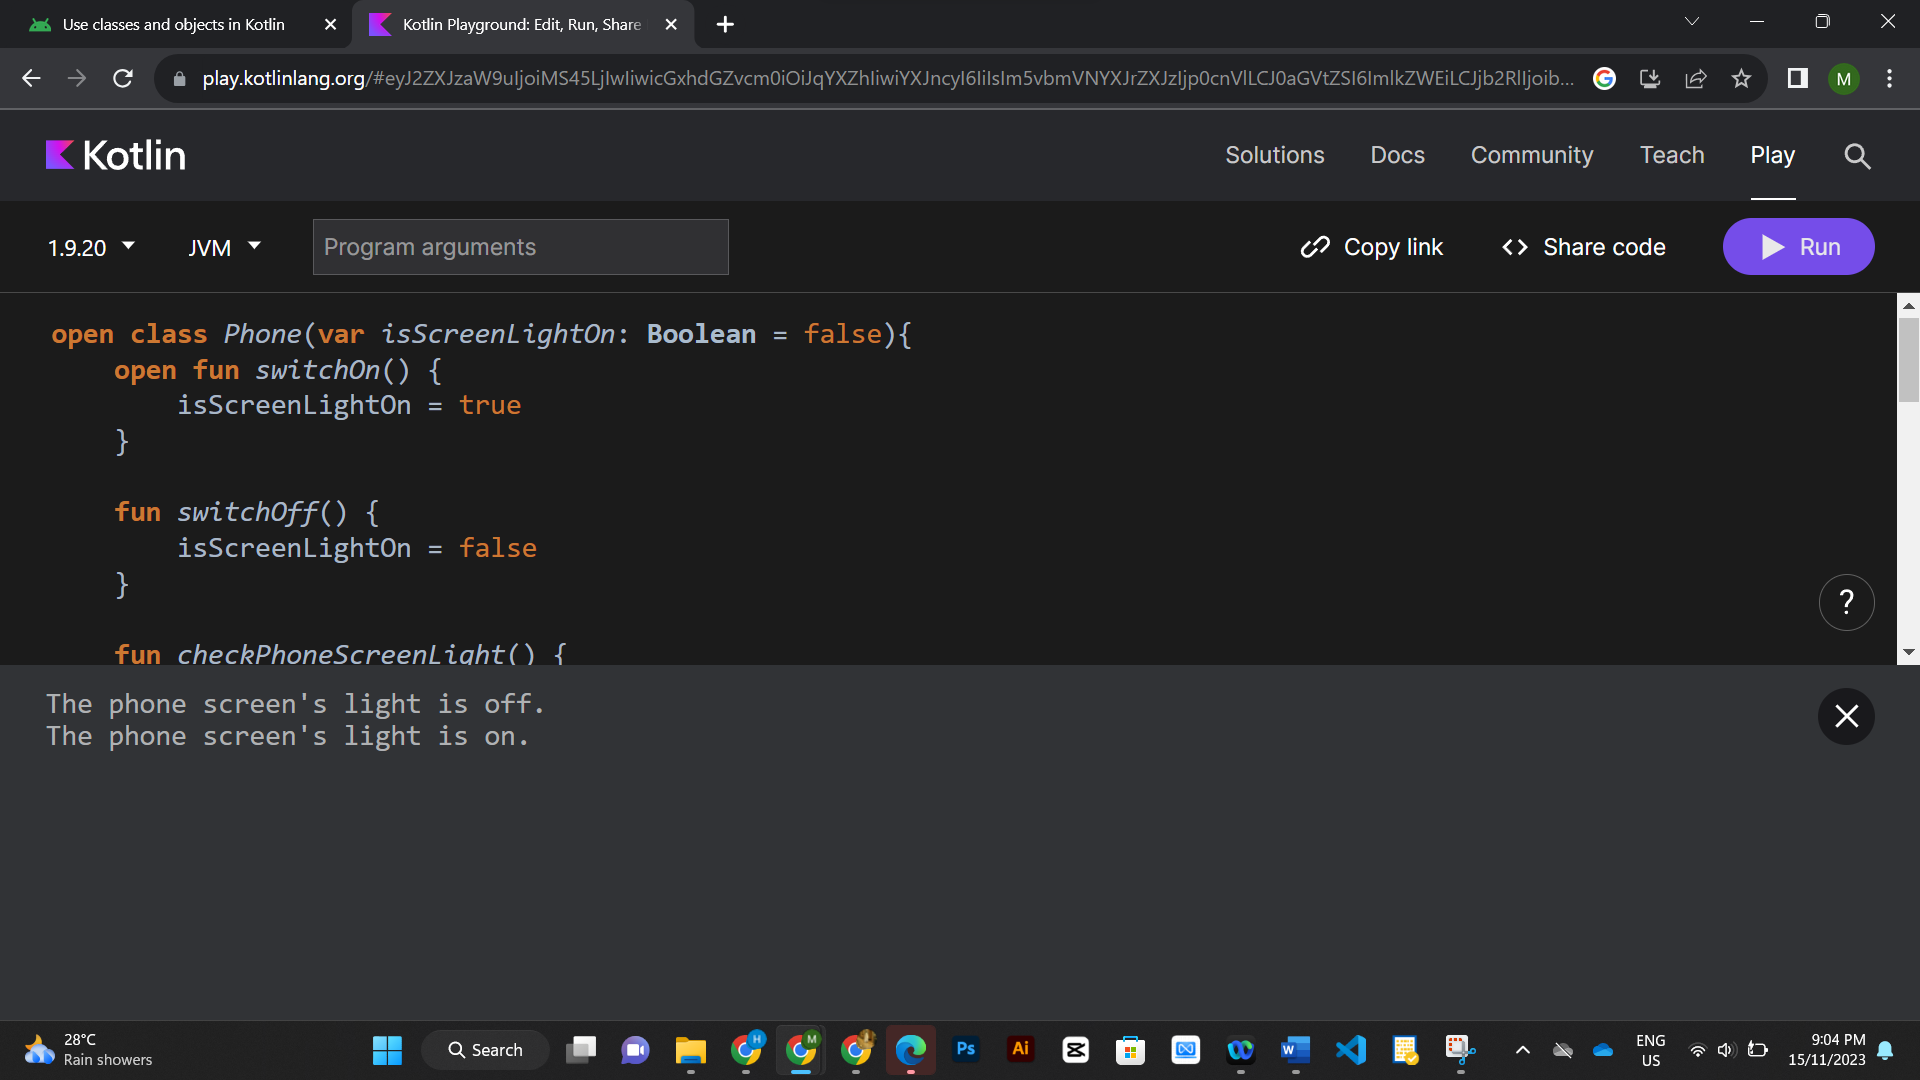 Use classes and objects in Kotlin
Kotlin Playground: Edit, Run, Share
play.kotlinlang.org
Kotlin
Solutions
Docs
Community
Teach
Play
1.9.20
JVM
Program arguments
Copy link
<> Share code
Run
open class Phone(var isScreenLightOn: Boolean = false){
open fun switchOn() {
isScreenLightOn = true
}
fun switchOff() {
isScreenLightOn = false
}
fun checkPhoneScreenLight() {
?
The phone screen's light is off.
The phone screen's light is on.
28°C
Rain showers
Search
H
M
Ps
Ai
W
ENG
US
9:04 PM
15/11/2023